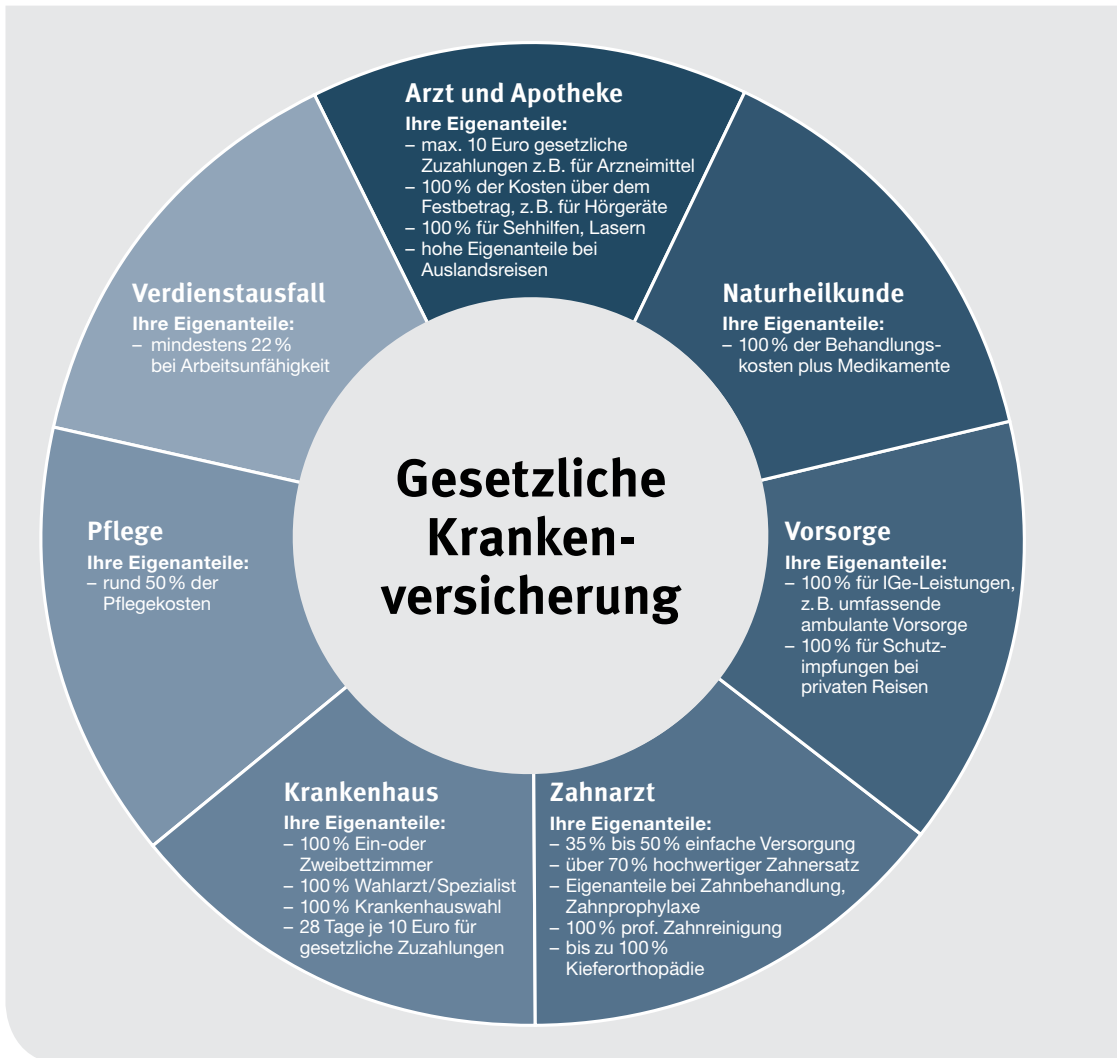 Arzt und Apotheke
Ihre Eigenanteile:
– max. 10 Euro gesetzliche
Zuzahlungen z. B. für Arzneimittel
– 100 % der Kosten über dem
Festbetrag, z. B. für Hörgeräte
– 100 % für Sehhilfen, Lasern
– hohe Eigenanteile bei
Auslandsreisen
Naturheilkunde
Ihre Eigenanteile:
– 100 % der Behandlungs-
kosten plus Medikamente
Vorsorge
Ihre Eigenanteile:
– 100 % für IGe-Leistungen,
z. B. umfassende
ambulante Vorsorge
– 100 % für Schutz-
impfungen bei
privaten Reisen
Zahnarzt
Ihre Eigenanteile:
– 35 % bis 50 % einfache Versorgung
– über 70 % hochwertiger Zahnersatz
– Eigenanteile bei Zahnbehandlung,
Zahnprophylaxe
– 100 % prof. Zahnreinigung
– bis zu 100 %
Kieferorthopädie
Krankenhaus
Ihre Eigenanteile:
– 100 % Ein-oder
Zweibettzimmer
– 100 % Wahlarzt/Spezialist
– 100 % Krankenhauswahl
– 28 Tage je 10 Euro für
gesetzliche Zuzahlungen
Pflege
Ihre Eigenanteile:
– rund 50 % der
Pflegekosten
Verdienstausfall
Ihre Eigenanteile:
– mindestens 22 %
bei Arbeitsunfähigkeit
Gesetzliche
Kranken-
versicherung